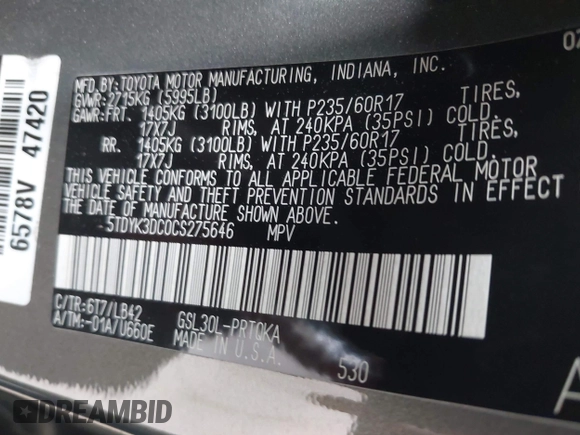 02
MFD.BY:TOYOTA MOTOR MANUFACTURING, INDIANA, INC.
GVWR:2715KG (5995LB)
GAWR:FRT. 1405KG (3100LB) WITH P235/60R17 TIRES,
17X7J RIMS, AT 240KPA (35PSI) COLD.
RR. 1405KG (3100LB) WITH P235/60R17 TIRES,
17X7J RIMS, AT 240KPA (35PSI) COLD.
THIS VEHICLE CONFORMS TO ALL APPLICABLE FEDERAL MOTOR
VEHICLE SAFETY AND THEFT PREVENTION STANDARDS IN EFFECT ON
THE DATE OF MANUFACTURE SHOWN ABOVE.
5TDYK3DC0CS275646 MPV
C/TR:6T7/LB42
A/TM:-01A/U660E
GSL30L-PRTQKA
MADE IN U.S.A.
530
A
6578V 47420
DREAMBID